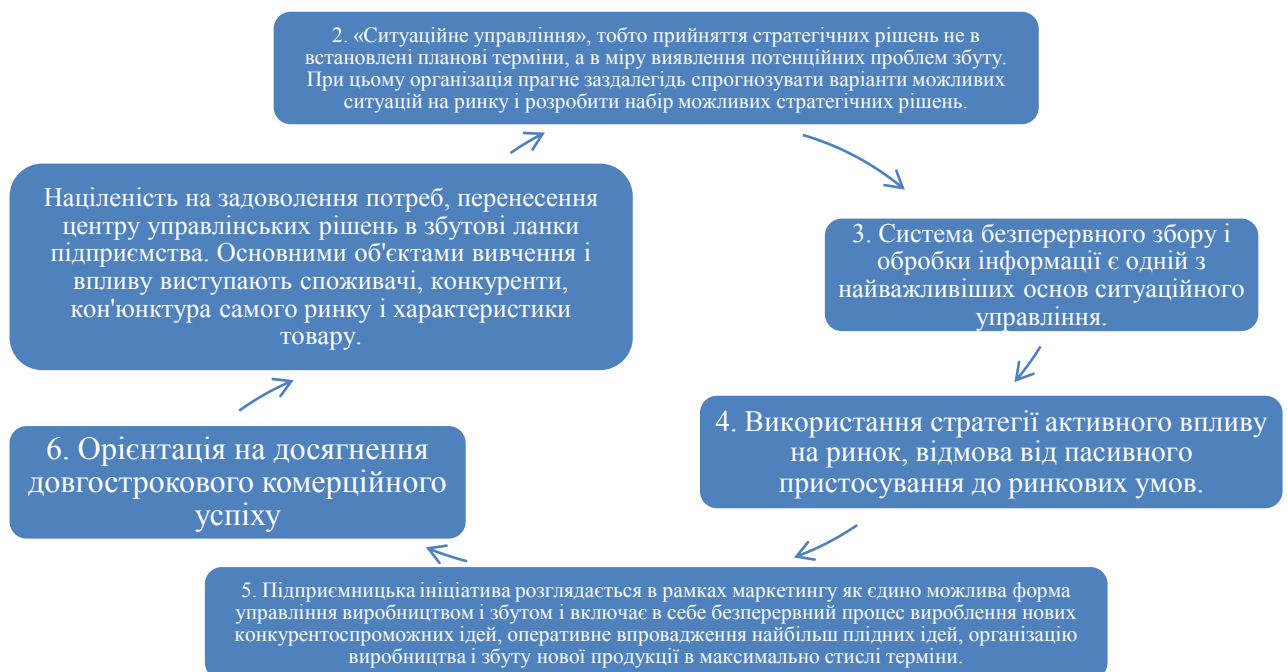 2. «Ситуаційне управління», тобто прийняття стратегічних рішень не в
встановлені планові терміни, а в міру виявлення потенційних проблем збуту.
При цьому організація прагне заздалегідь спрогнозувати варіанти можливих
ситуацій на ринку і розробити набір можливих стратегічних рішень.
Націленість на задоволення потреб, перенесення
центру управлінських рішень в збутові ланки
підприємства. Основними об'єктами вивчення і
впливу виступають споживачі, конкуренти,
кон'юнктура самого ринку і характеристики
товару.
3. Система безперервного збору і
обробки інформації є одній з
найважливіших основ ситуаційного
управління.
4. Використання стратегії активного впливу
на ринок, відмова від пасивного
пристосування до ринкових умов.
6. Орієнтація на досягнення
довгострокового комерційного
успіху
5. Підприємницька ініціатива розглядається в рамках маркетингу як єдино можлива форма
управління виробництвом і збутом і включає в себе безперервний процес вироблення нових
конкурентоспроможних ідей, оперативне впровадження найбільш плідних ідей, організацію
виробництва і збуту нової продукції в максимально стислі терміни.